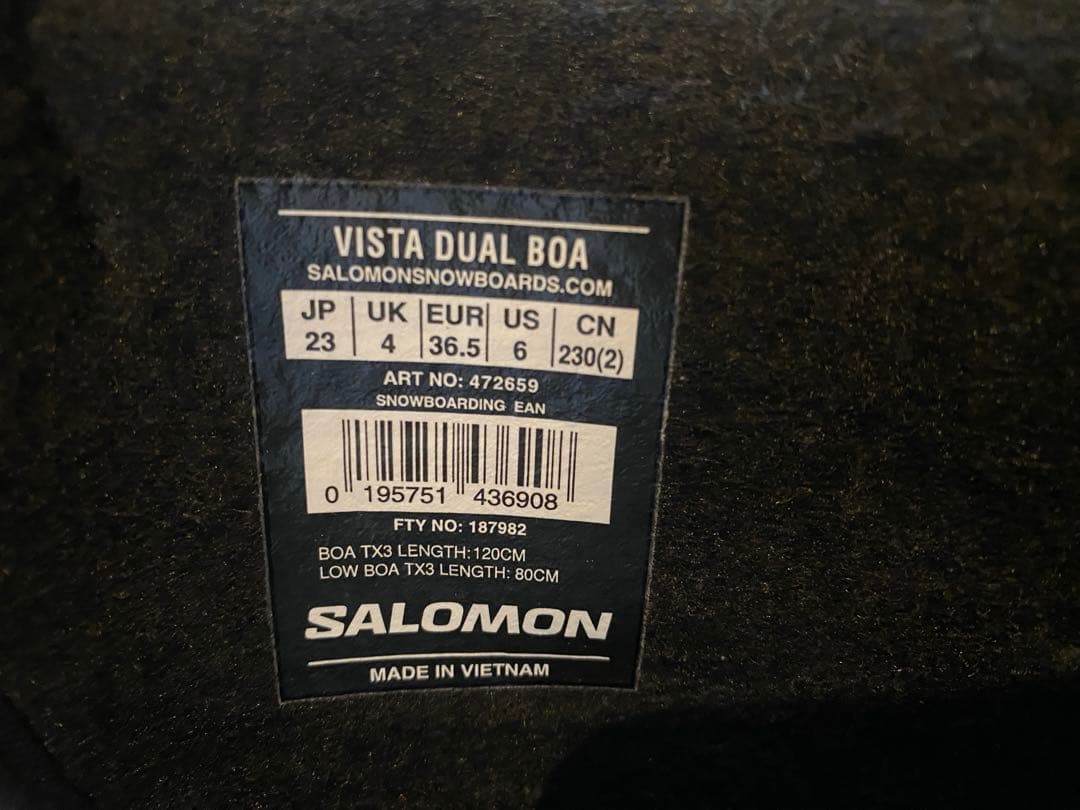 VISTA DUAL BOA
SALOMONSNOWBOARDS.COM
JP UK EUR US CN
23 4 36.5 6 230(2)
ART NO: 472659
SNOWBOARDING EAN
0 195751 436908
FTY NO: 187982
BOA TX3 LENGTH:120CM
LOW BOA TX3 LENGTH: 80CM
SALOMON
MADE IN VIETNAM